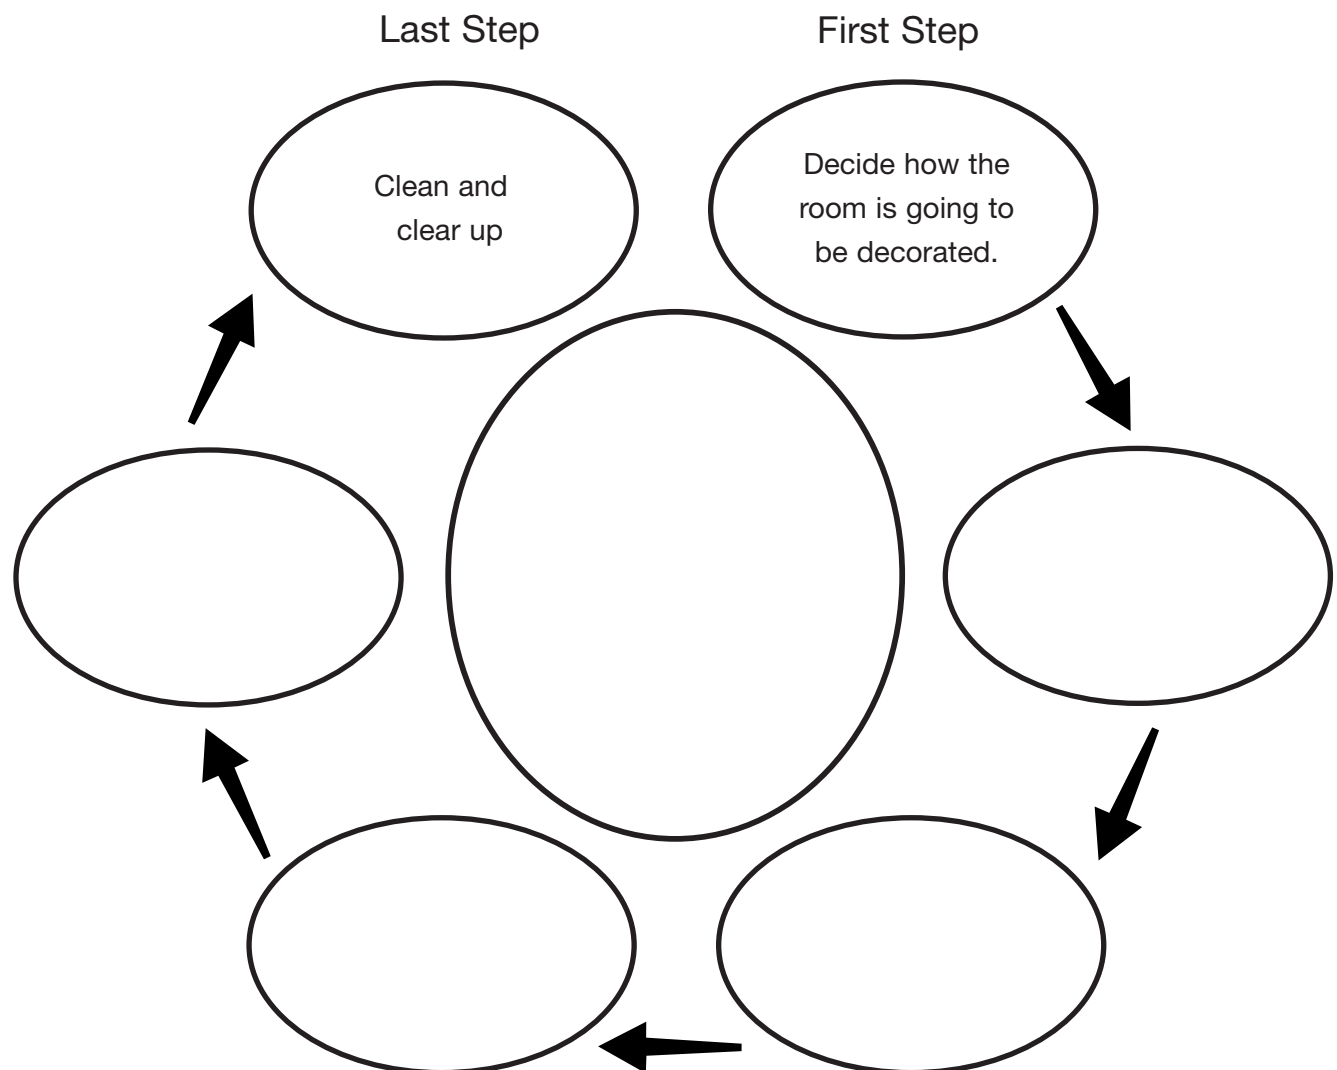 Last Step
First Step
Clean and
clear up
Decide how the
room is going to
be decorated.